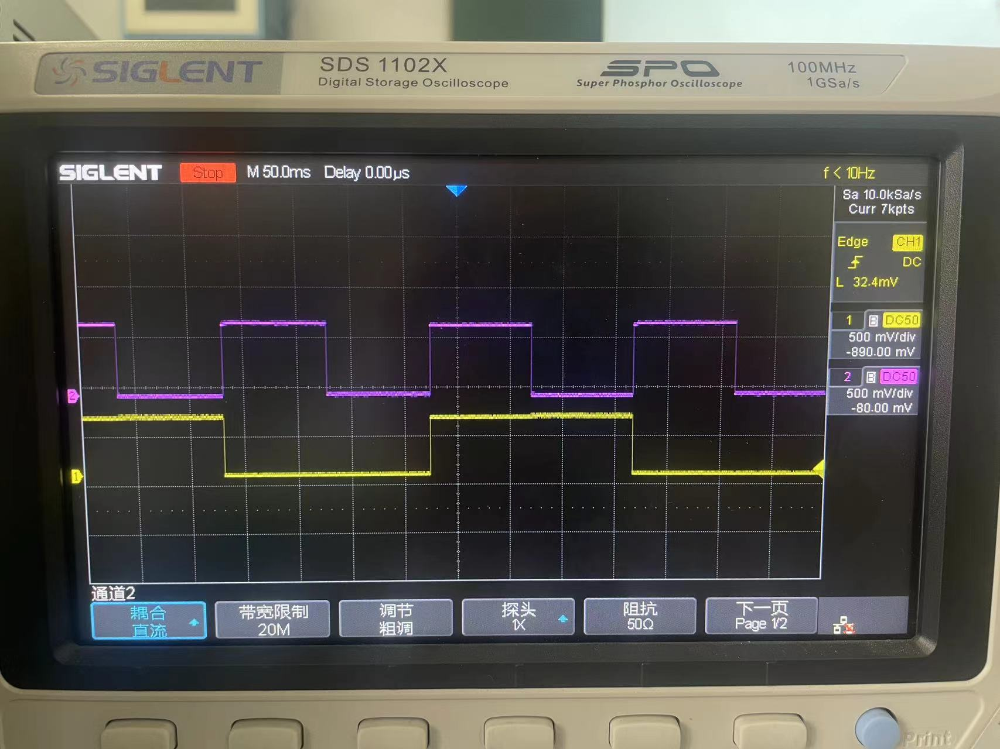 SIGLENT
SDS 1102X
Digital Storage Oscilloscope
SPO
Super Phosphor Oscilloscope
100MHz
1GSa/s
SIGLENT Stop M 50.0ms Delay 0.00µs f < 10Hz
Sa 10.0kSa/s
Curr 7kpts
Edge CH1
DC
L 32.4mV
1 B DC50
500 mV/div
-890.00 mV
2 B DC50
500 mV/div
-80.00 mV
2
1
通道2
耦合
直流
带宽限制
20M
调节
粗调
探头
1X
阻抗
50Ω
下一页
Page 1/2
Print